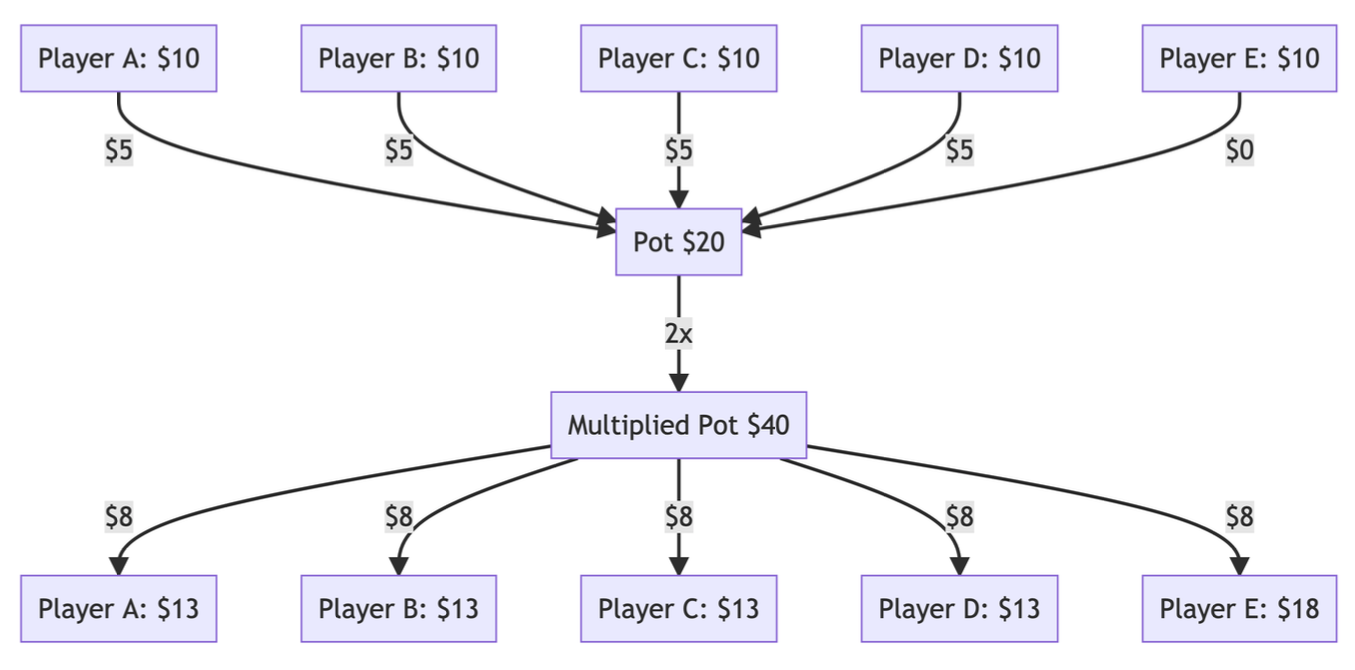 Player A: $10
Player B: $10
Player C: $10
Player D: $10
Player E: $10
$5
$5
$5
$5
$0
Pot $20
2x
Multiplied Pot $40
$8
$8
$8
$8
$8
Player A: $13
Player B: $13
Player C: $13
Player D: $13
Player E: $18